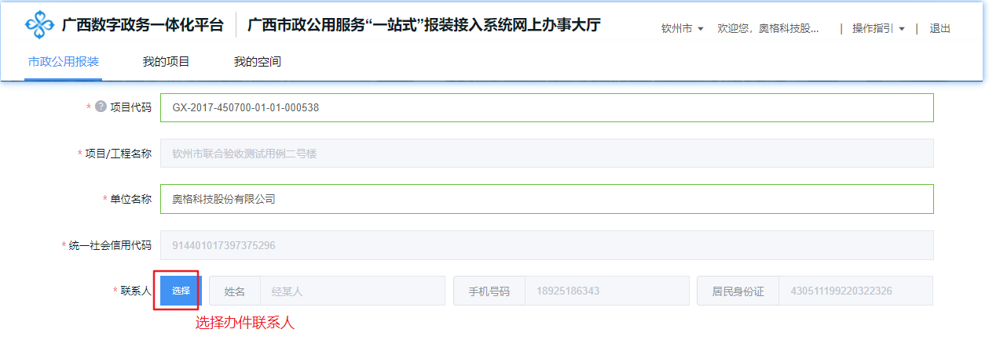 广西数字政务一体化平台 广西市政公用服务“一站式”报装接入系统网上办事大厅 钦州市 欢迎您，奥格科技股... | 操作指引 | 退出
市政公用报装 我的项目 我的空间
* ? 项目代码 GX-2017-450700-01-01-000538
* 项目/工程名称 钦州市联合验收测试用例二号楼
* 单位名称 奥格科技股份有限公司
* 统一社会信用代码 914401017397375296
* 联系人 选择 姓名 经某人 手机号码 18925186343 居民身份证 430511199220322326
选择办件联系人